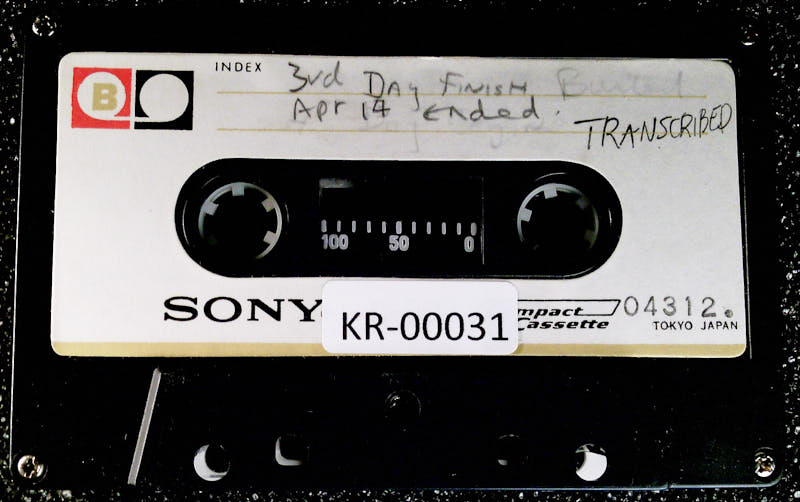 B
INDEX
3rd Day FINISH
Apr 14 ended.
TRANSCRIBED
100 50 0
SONY
KR-00031
mpact
Cassette
04312.
TOKYO JAPAN